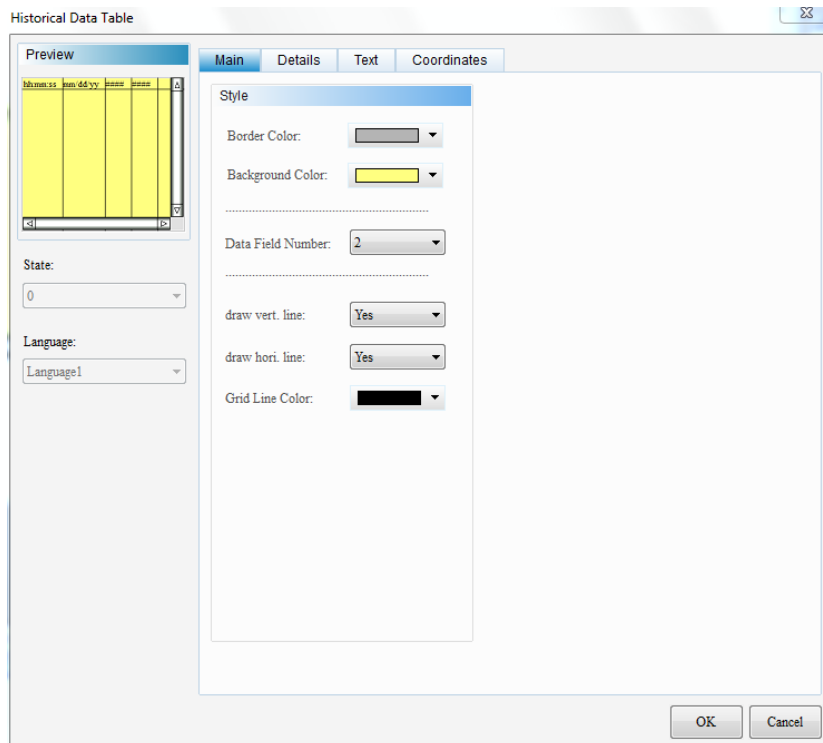 Historical Data Table
Preview
hh:mm:ss mm/dd/yy #### ####
State:
0
Language:
Language1
Main Details Text Coordinates
Style
Border Color:
Background Color:
Data Field Number: 2
draw vert. line: Yes
draw hori. line: Yes
Grid Line Color:
OK Cancel